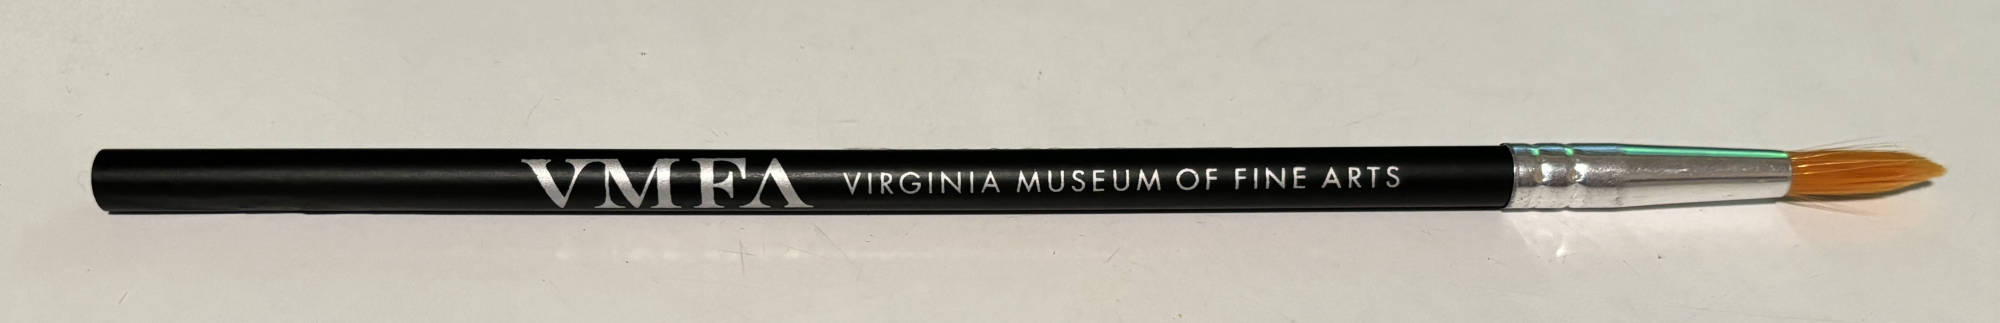 VMFA VIRGINIA MUSEUM OF FINE ARTS